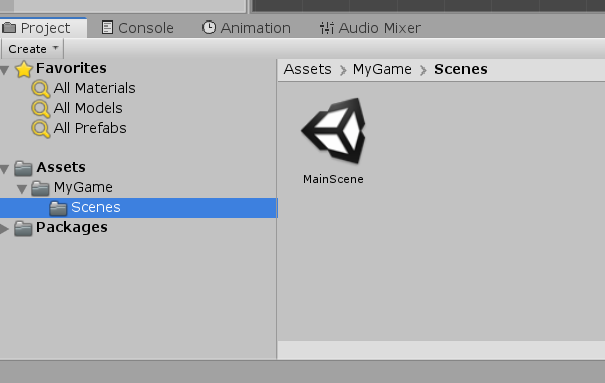 Project Console Animation Audio Mixer
Create
Favorites
All Materials
All Models
All Prefabs
Assets
MyGame
Scenes
Packages
Assets > MyGame > Scenes
MainScene